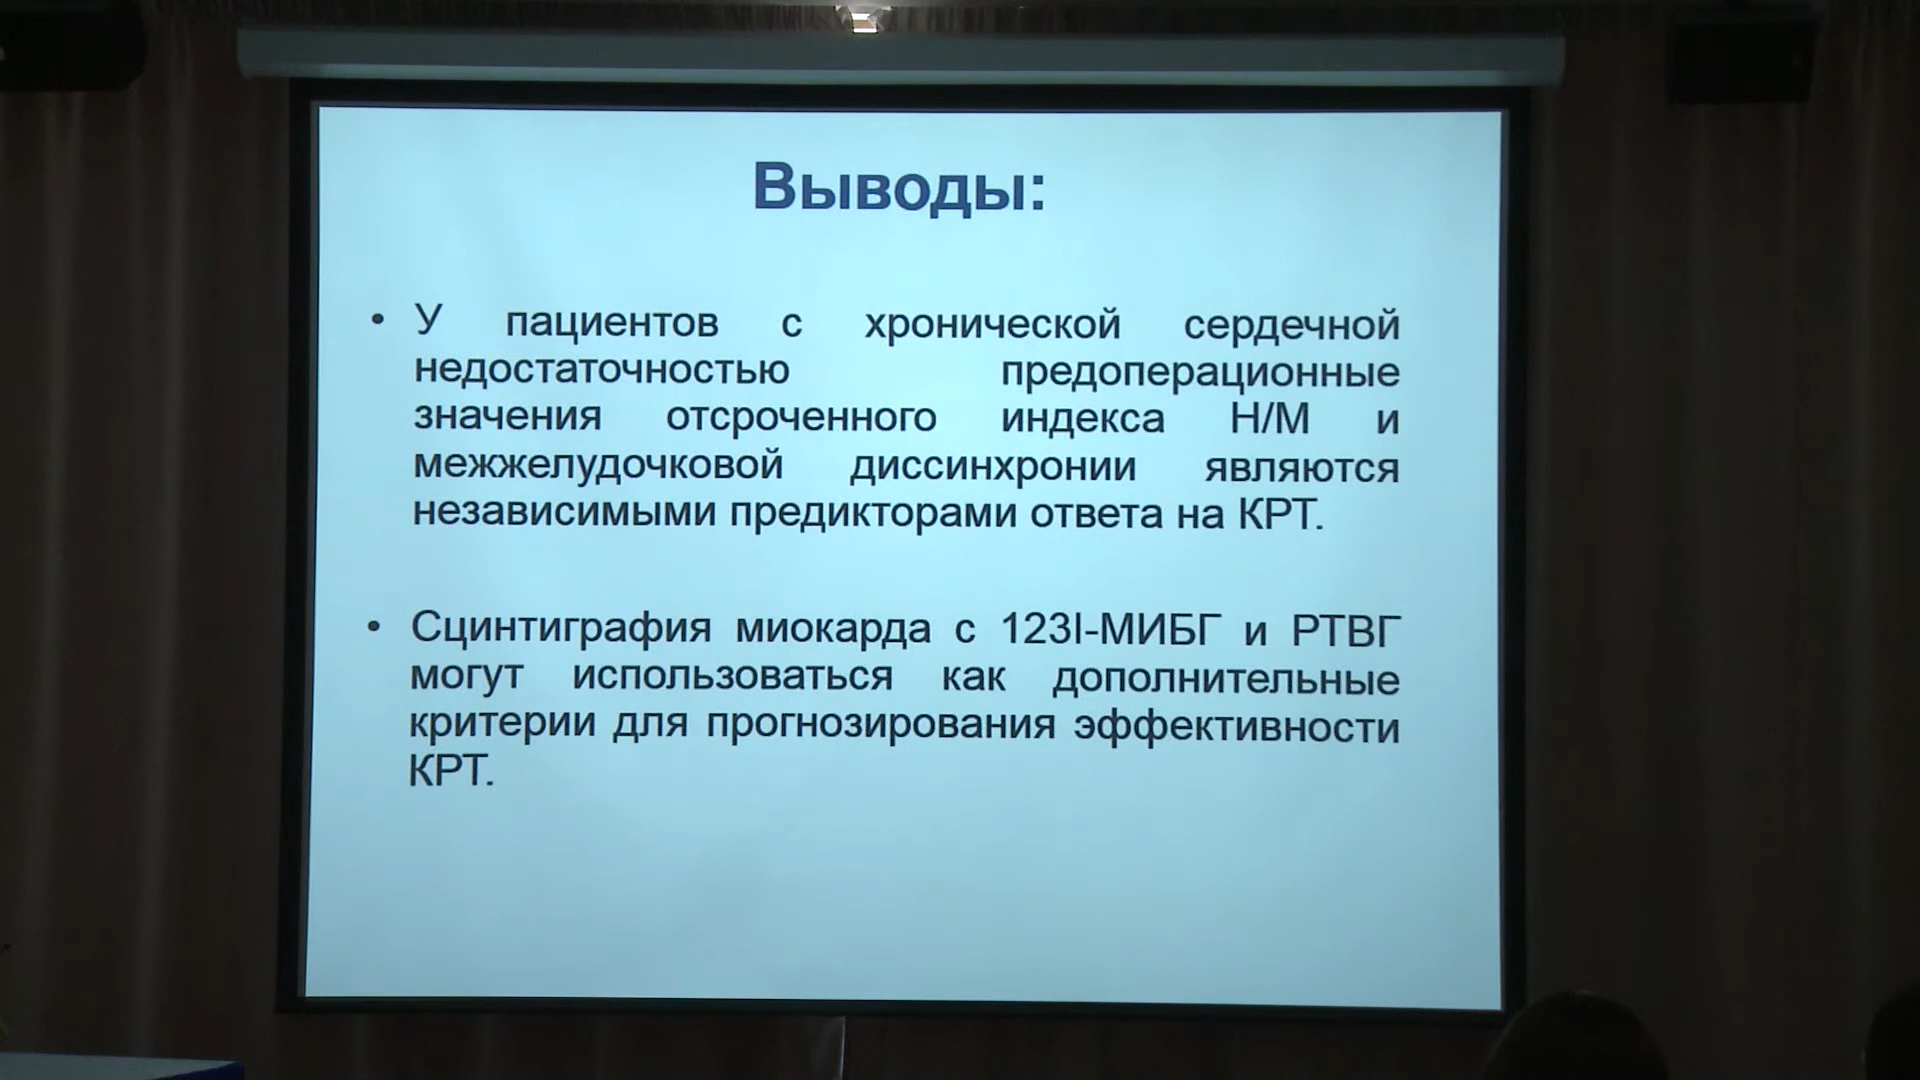 Выводы:
• У пациентов с хронической сердечной
недостаточностью предоперационные
значения отсроченного индекса Н/М и
межжелудочковой диссинхронии являются
независимыми предикторами ответа на КРТ.
• Сцинтиграфия миокарда с 123I-МИБГ и РТВГ
могут использоваться как дополнительные
критерии для прогнозирования эффективности
КРТ.